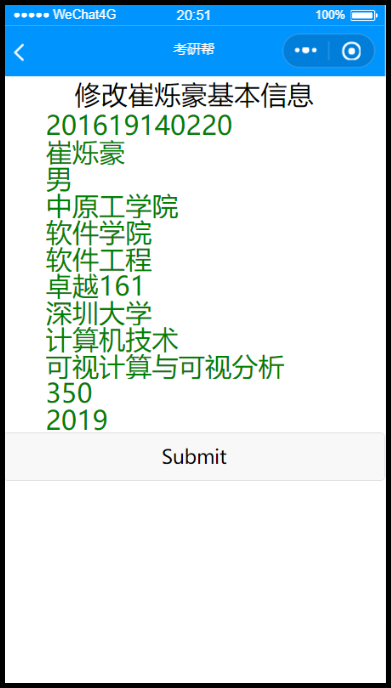 WeChat4G 20:51 100%
考研帮
修改崔烁豪基本信息
201619140220
崔烁豪
男
中原工学院
软件学院
软件工程
卓越161
深圳大学
计算机技术
可视计算与可视分析
350
2019
Submit